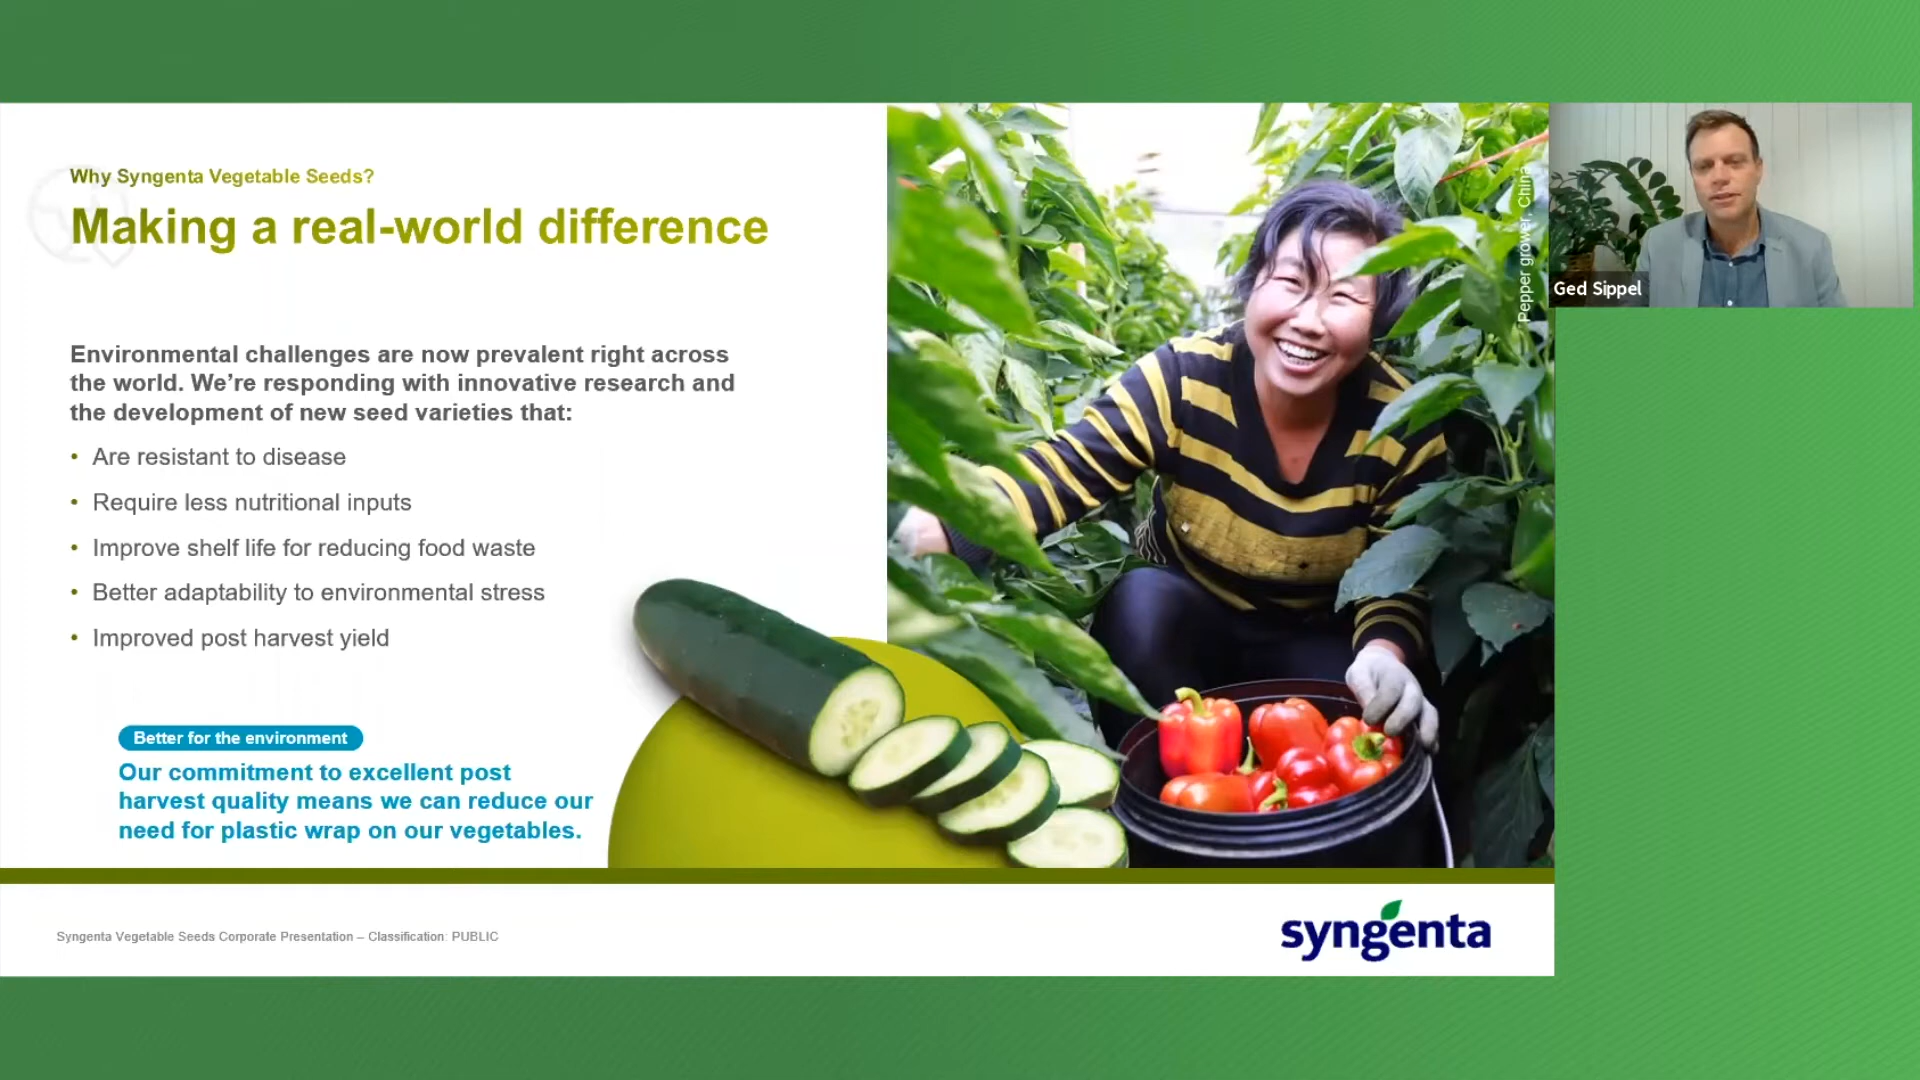 Why Syngenta Vegetable Seeds?
Making a real-world difference
Environmental challenges are now prevalent right across
the world. We’re responding with innovative research and
the development of new seed varieties that:
• Are resistant to disease
• Require less nutritional inputs
• Improve shelf life for reducing food waste
• Better adaptability to environmental stress
• Improved post harvest yield
Better for the environment
Our commitment to excellent post
harvest quality means we can reduce our
need for plastic wrap on our vegetables.
Pepper grower, China
Ged Sippel
Syngenta Vegetable Seeds Corporate Presentation – Classification: PUBLIC
syngenta